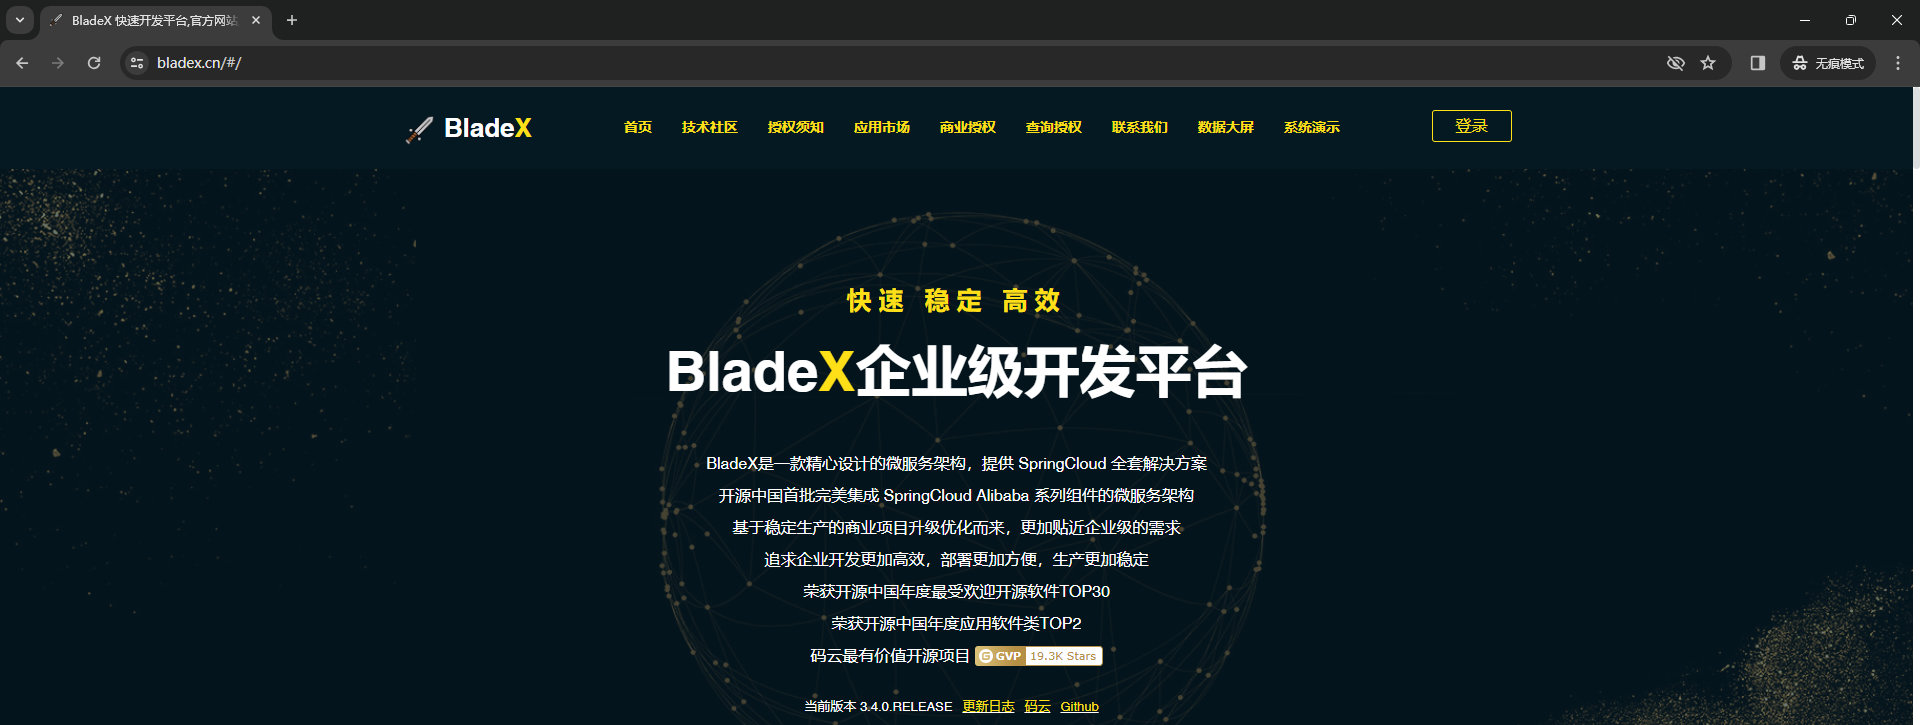 BladeX 快速开发平台,官方网站
bladex.cn/#/
无痕模式
BladeX
首页 技术社区 授权须知 应用市场 商业授权 查询授权 联系我们 数据大屏 系统演示
登录
快速 稳定 高效
BladeX企业级开发平台
BladeX是一款精心设计的微服务架构，提供 SpringCloud 全套解决方案
开源中国首批完美集成 SpringCloud Alibaba 系列组件的微服务架构
基于稳定生产的商业项目升级优化而来，更加贴近企业级的需求
追求企业开发更加高效，部署更加方便，生产更加稳定
荣获开源中国年度最受欢迎开源软件TOP30
荣获开源中国年度应用软件类TOP2
码云最有价值开源项目 G GVP 19.3K Stars
当前版本 3.4.0.RELEASE 更新日志 码云 Github